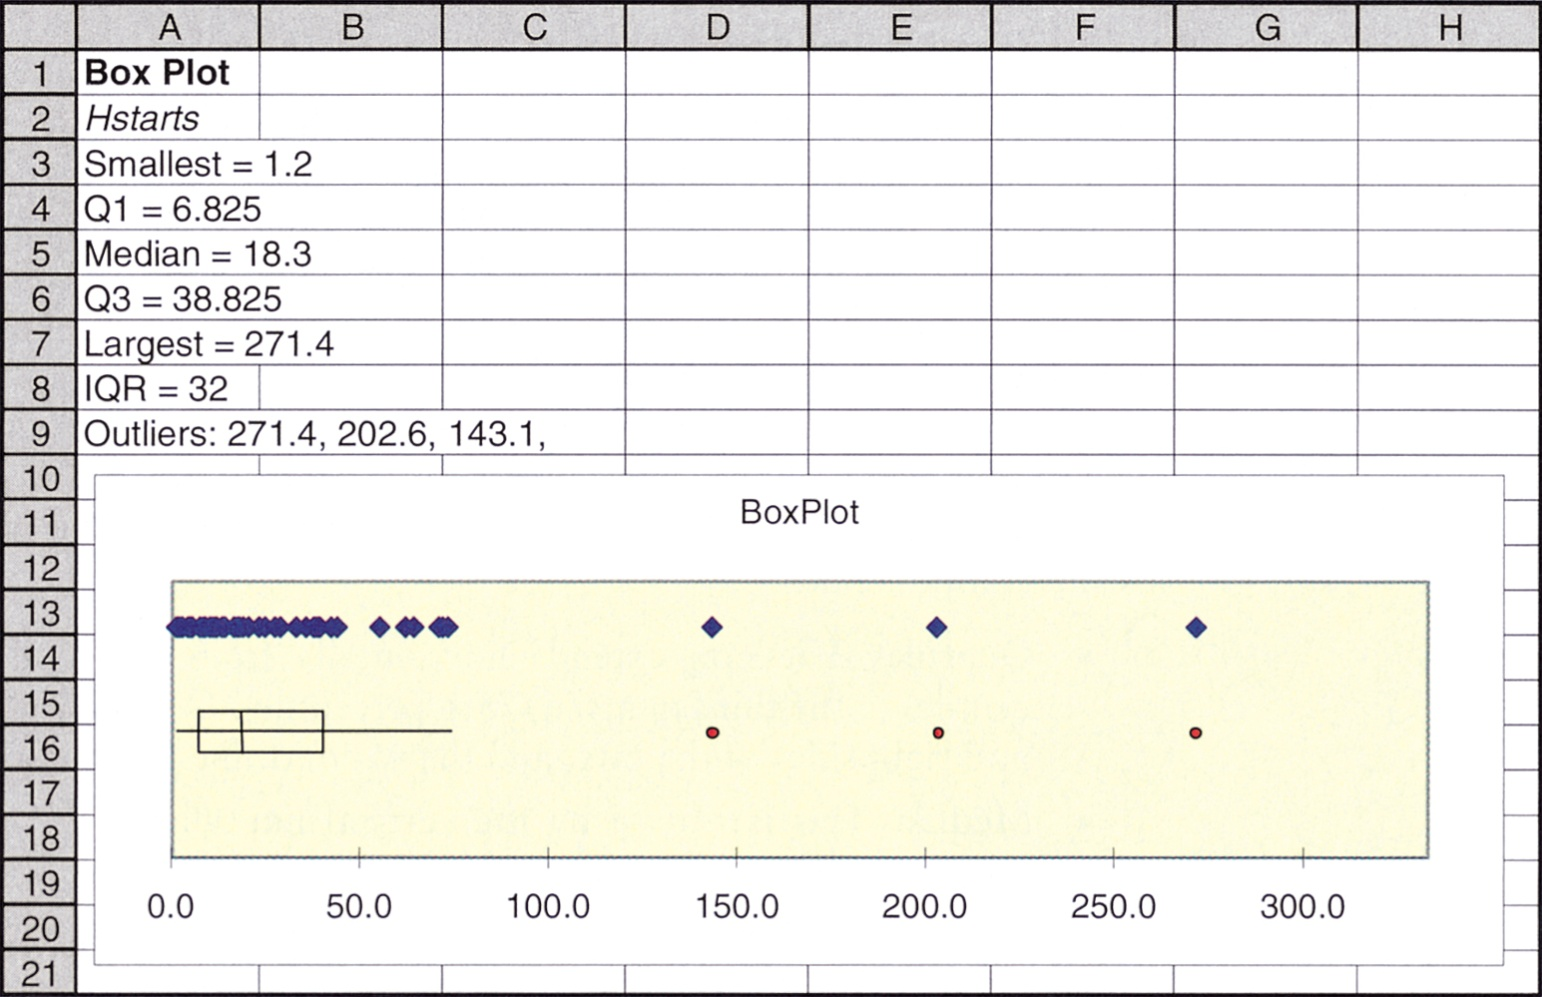 A B C D E F G H
1 Box Plot
2 Hstarts
3 Smallest = 1.2
4 Q1 = 6.825
5 Median = 18.3
6 Q3 = 38.825
7 Largest = 271.4
8 IQR = 32
9 Outliers: 271.4, 202.6, 143.1,
10
11 BoxPlot
12
13
14
15
16
17
18
19
0.0 50.0 100.0 150.0 200.0 250.0 300.0
20
21